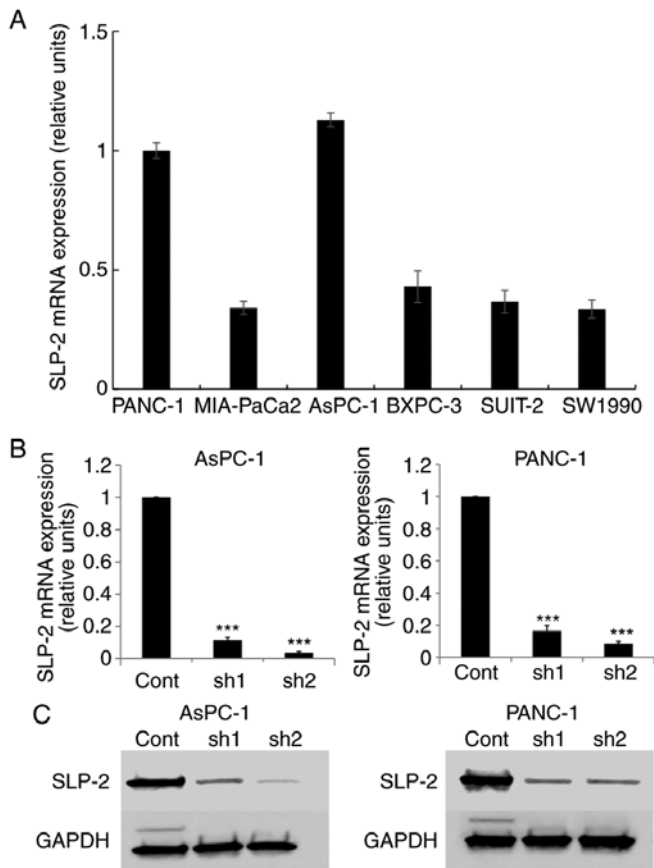 A
SLP-2 mRNA expression (relative units)
1.5
1
0.5
0
PANC-1 MIA-PaCa2 AsPC-1 BXPC-3 SUIT-2 SW1990
B
AsPC-1
SLP-2 mRNA expression
(relative units)
1.2
1
0.8
0.6
0.4
0.2
0
***
***
Cont sh1 sh2
PANC-1
SLP-2 mRNA expression
(relative units)
1.2
1
0.8
0.6
0.4
0.2
0
***
***
Cont sh1 sh2
C
AsPC-1
Cont sh1 sh2
SLP-2
GAPDH
PANC-1
Cont sh1 sh2
SLP-2
GAPDH